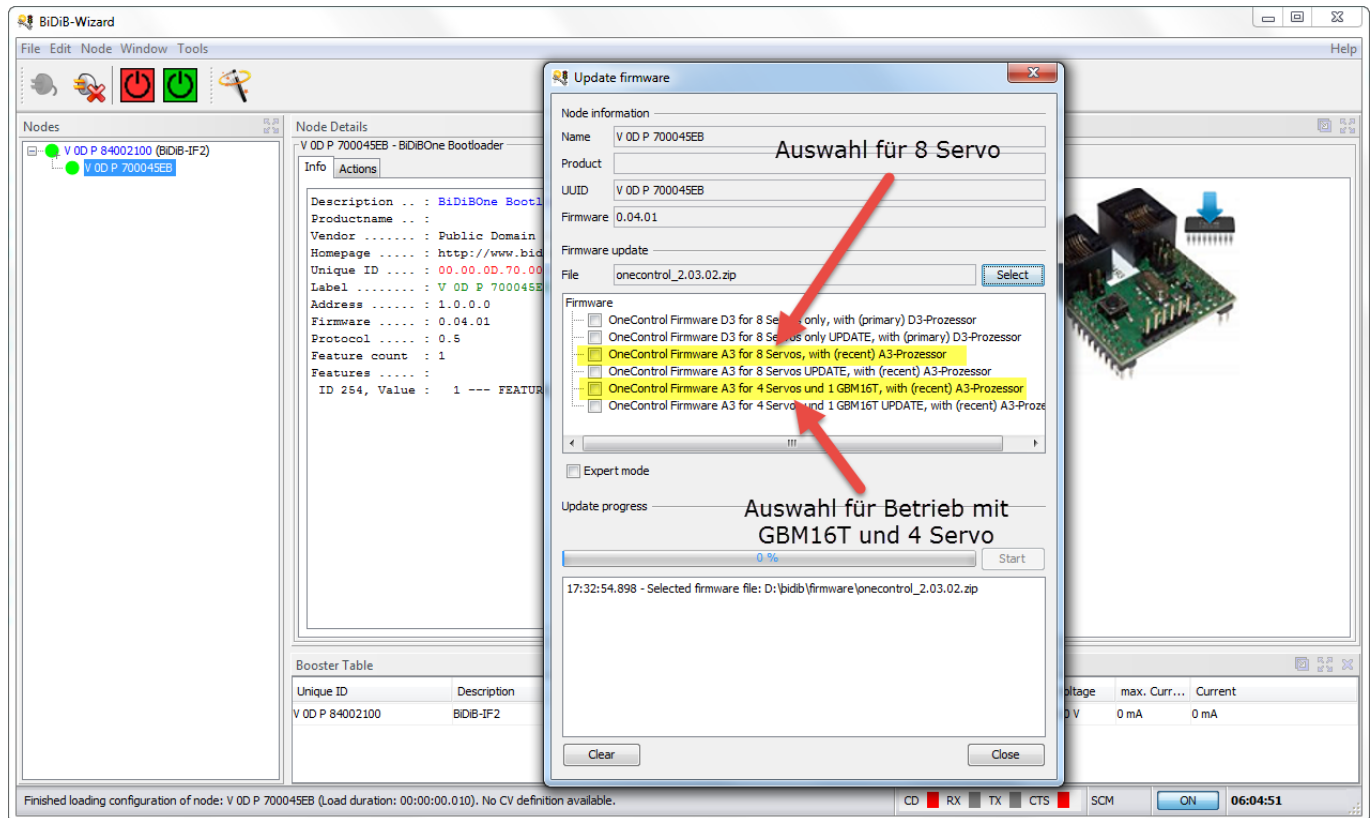 BiDiB-Wizard
File Edit Node Window Tools
Help
Nodes
V 0D P 84002100 (BiDiB-IF2)
V 0D P 700045EB
Node Details
V 0D P 700045EB - BiDiBOne Bootloader
Info Actions
Description .. : BiDiBOne Bootl
Productname .. :
Vendor ....... : Public Domain
Homepage ..... : http://www.bid
Unique ID .... : 00.00.0D.70.00
Label ........ : V 0D P 700045E
Address ...... : 1.0.0.0
Firmware ..... : 0.04.01
Protocol ..... : 0.5
Feature count : 1
Features ..... :
ID 254, Value : 1 --- FEATUR
Update firmware
Node information
Name V 0D P 700045EB
Auswahl für 8 Servo
Product
UUID V 0D P 700045EB
Firmware 0.04.01
Firmware update
File onecontrol_2.03.02.zip Select
Firmware
OneControl Firmware D3 for 8 Servos only, with (primary) D3-Prozessor
OneControl Firmware D3 for 8 Servos only UPDATE, with (primary) D3-Prozessor
OneControl Firmware A3 for 8 Servos, with (recent) A3-Prozessor
OneControl Firmware A3 for 8 Servos UPDATE, with (recent) A3-Prozessor
OneControl Firmware A3 for 4 Servos und 1 GBM16T, with (recent) A3-Prozessor
OneControl Firmware A3 for 4 Servos und 1 GBM16T UPDATE, with (recent) A3-Proze
Expert mode
Update progress
Auswahl für Betrieb mit
GBM16T und 4 Servo
0 % Start
17:32:54.898 - Selected firmware file: D:\bidib\firmware\onecontrol_2.03.02.zip
Clear Close
Booster Table
Unique ID Description oltage max. Curr... Current
V 0D P 84002100 BiDiB-IF2 0 V 0 mA 0 mA
Finished loading configuration of node: V 0D P 700045EB (Load duration: 00:00:00.010). No CV definition available. CD RX TX CTS SCM ON 06:04:51